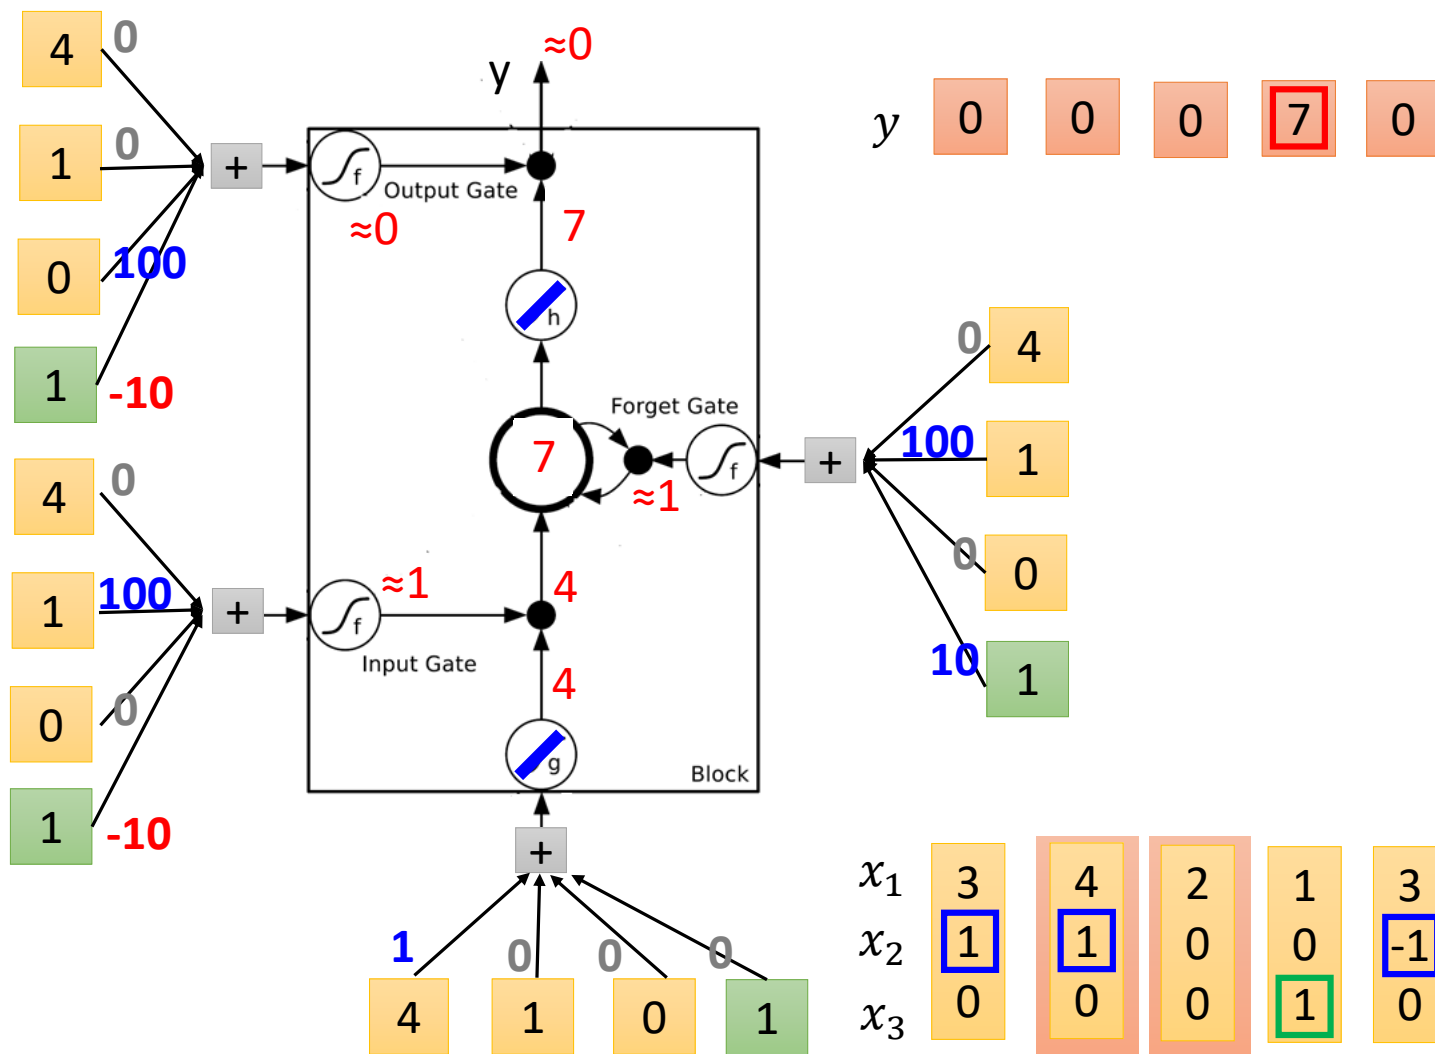 4 0
1 0
0 100
1 -10
+
f
Output Gate
≈0
y ≈0
7
h
7
Forget Gate
f
≈1
+
0 4
100 1
0 0
10 1
4 0
1 100
0 0
1 -10
+
f
≈1
Input Gate
4
4
g
Block
+
1 0 0 0
4 1 0 1
y 0 0 0 7 0
x₁ 3 4 2 1 3
x₂ 1 1 0 0 -1
x₃ 0 0 0 1 0